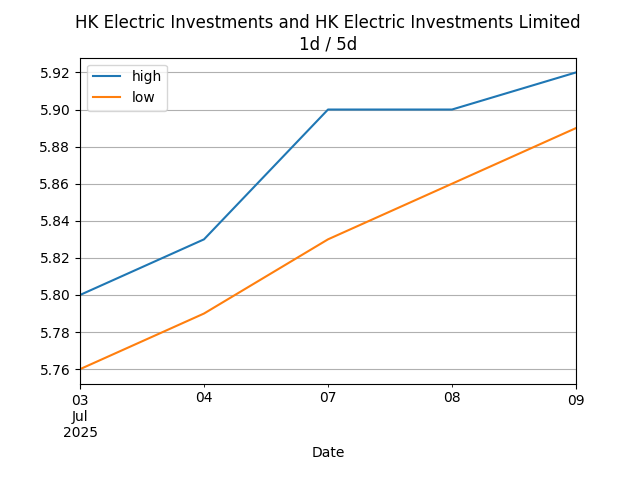 HK Electric Investments and HK Electric Investments Limited
1d / 5d
high
low
5.92
5.90
5.88
5.86
5.84
5.82
5.80
5.78
5.76
03
Jul
2025
04
07
08
09
Date